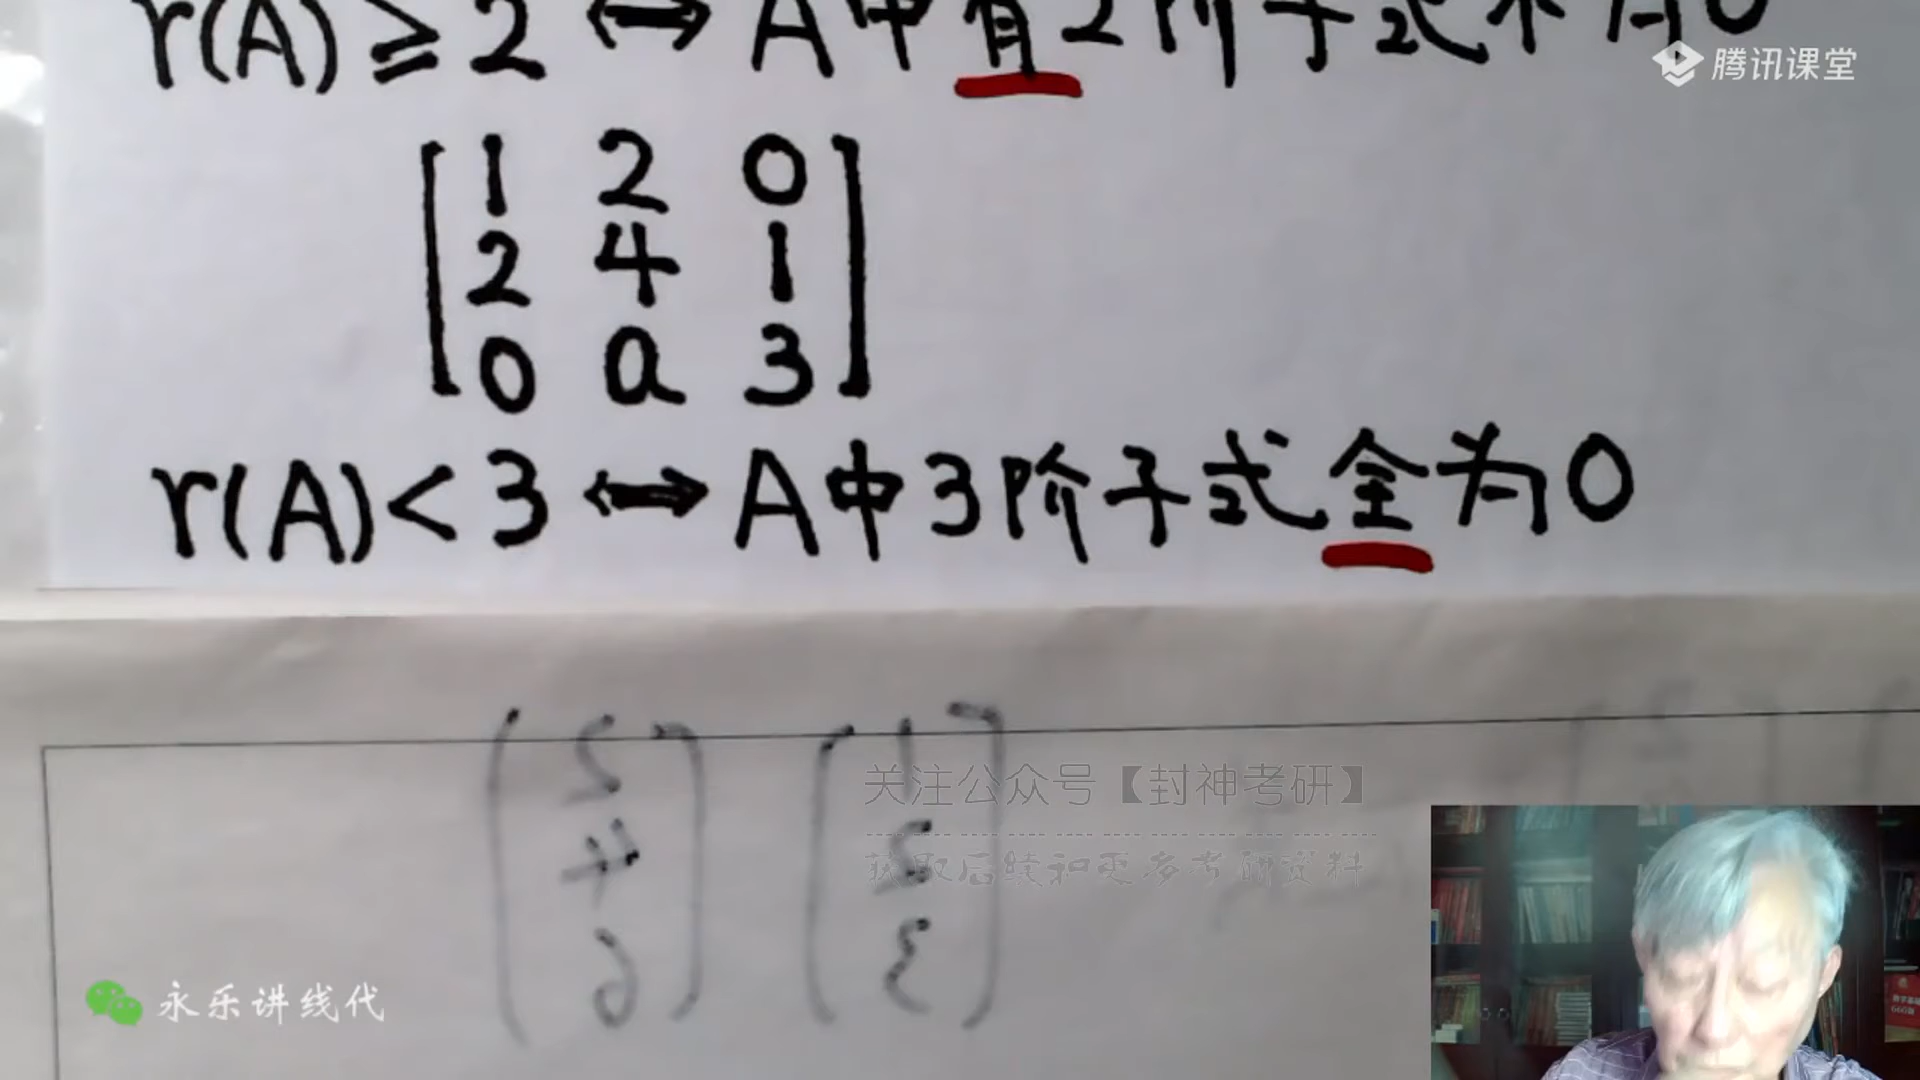 r(A) ≥ 2 ↔ A中有2阶子式不为0
腾讯课堂
1 2 0
2 4 1
0 a 3
r(A) < 3 ↔ A中3阶子式全为0
关注公众号【封神考研】
获取后续和更多考研资料
永乐讲线代